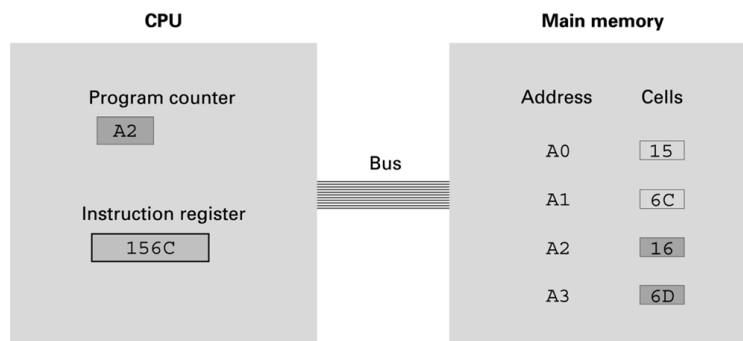 CPU
Main memory
Program counter
A2
Instruction register
156C
Bus
Address Cells
A0 15
A1 6C
A2 16
A3 6D